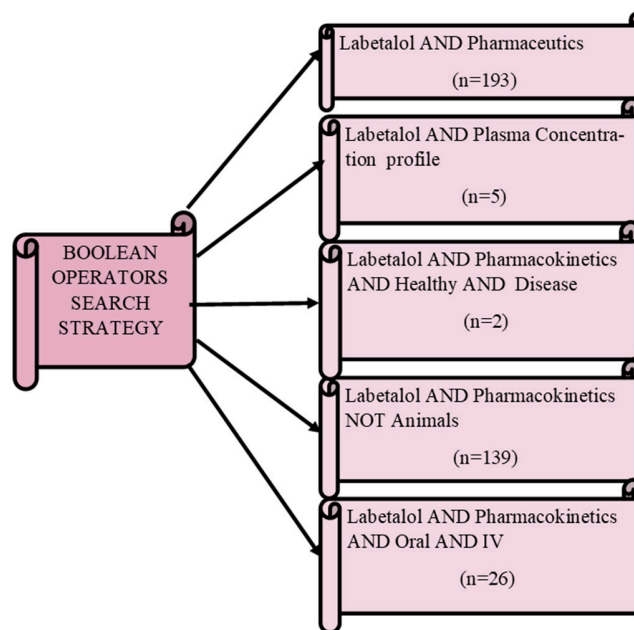 BOOLEAN
OPERATORS
SEARCH
STRATEGY
Labetalol AND Pharmaceutics
(n=193)
Labetalol AND Plasma Concentra-
tion profile
(n=5)
Labetalol AND Pharmacokinetics
AND Healthy AND Disease
(n=2)
Labetalol AND Pharmacokinetics
NOT Animals
(n=139)
Labetalol AND Pharmacokinetics
AND Oral AND IV
(n=26)